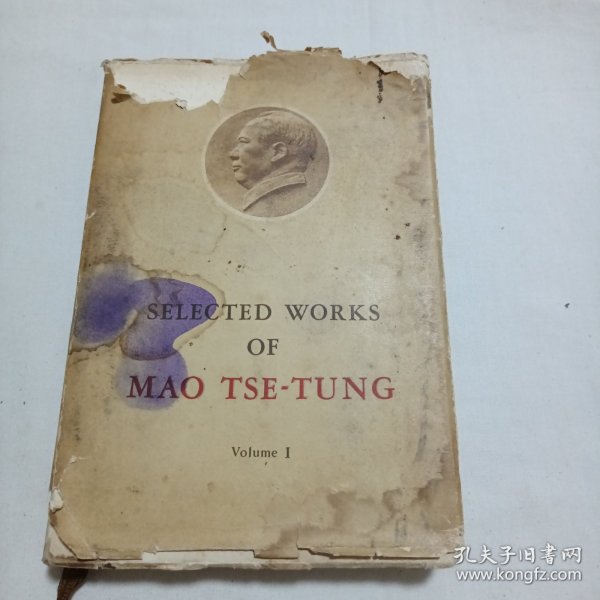 SELECTED WORKS
OF
MAO TSE-TUNG
Volume I
孔夫子旧书网
www.kongfz.com